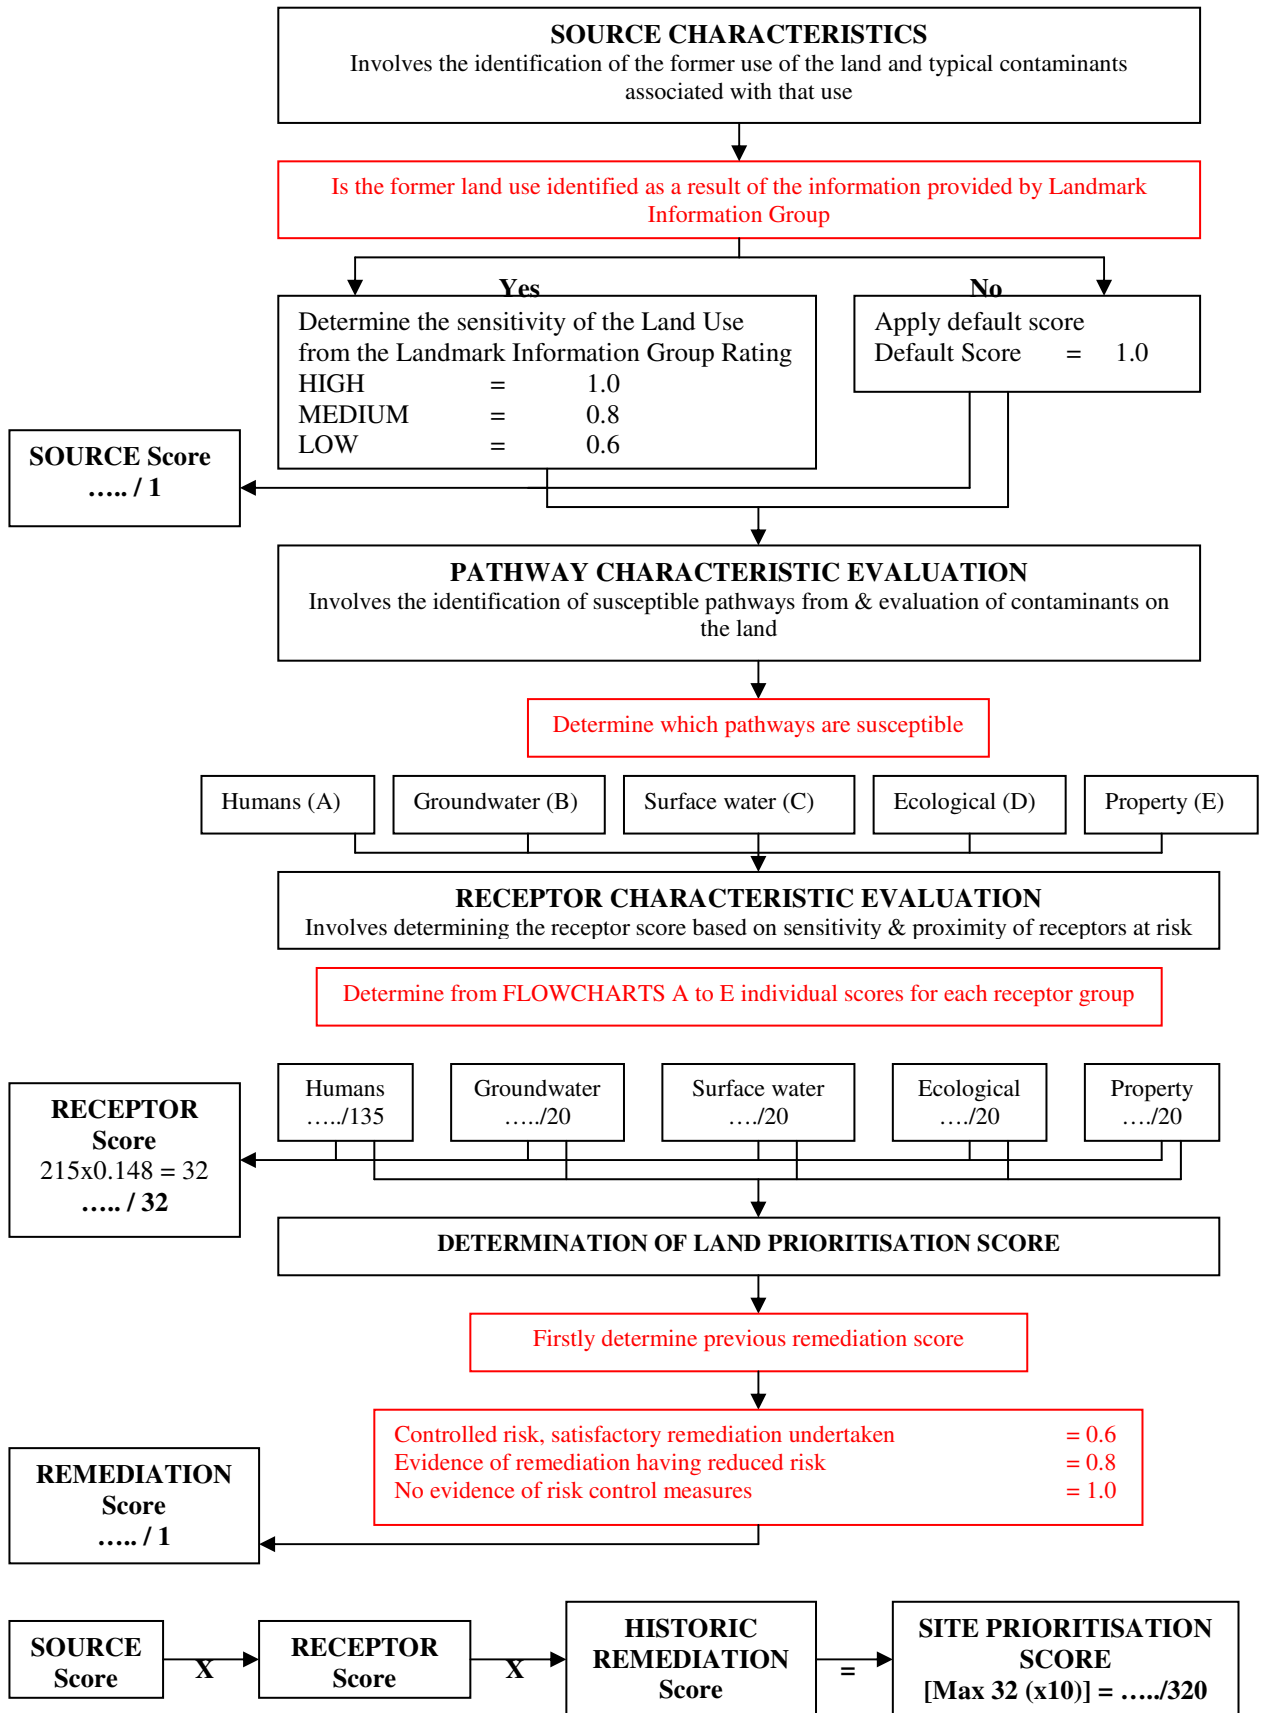 SOURCE CHARACTERISTICS
Involves the identification of the former use of the land and typical contaminants
associated with that use
Is the former land use identified as a result of the information provided by Landmark
Information Group
Yes
No
Determine the sensitivity of the Land Use
from the Landmark Information Group Rating
HIGH = 1.0
MEDIUM = 0.8
LOW = 0.6
Apply default score
Default Score = 1.0
SOURCE Score
….. / 1
PATHWAY CHARACTERISTIC EVALUATION
Involves the identification of susceptible pathways from & evaluation of contaminants on
the land
Determine which pathways are susceptible
Humans (A)
Groundwater (B)
Surface water (C)
Ecological (D)
Property (E)
RECEPTOR CHARACTERISTIC EVALUATION
Involves determining the receptor score based on sensitivity & proximity of receptors at risk
Determine from FLOWCHARTS A to E individual scores for each receptor group
Humans
…../135
Groundwater
…../20
Surface water
…./20
Ecological
…./20
Property
…./20
RECEPTOR
Score
215x0.148 = 32
….. / 32
DETERMINATION OF LAND PRIORITISATION SCORE
Firstly determine previous remediation score
Controlled risk, satisfactory remediation undertaken = 0.6
Evidence of remediation having reduced risk = 0.8
No evidence of risk control measures = 1.0
REMEDIATION
Score
….. / 1
SOURCE
Score
X
RECEPTOR
Score
X
HISTORIC
REMEDIATION
Score
=
SITE PRIORITISATION
SCORE
[Max 32 (x10)] = …../320